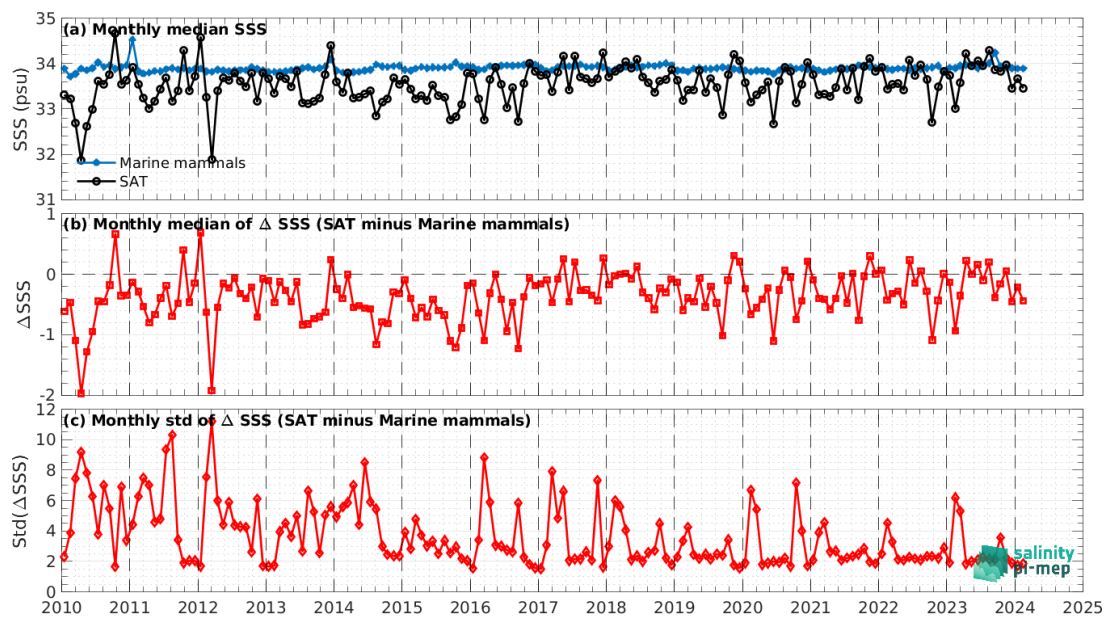 (a) Monthly median SSS
SSS (psu)
35
34
33
32
31
Marine mammals
SAT
(b) Monthly median of Δ SSS (SAT minus Marine mammals)
ΔSSS
1
0
-1
-2
(c) Monthly std of Δ SSS (SAT minus Marine mammals)
Std(ΔSSS)
12
10
8
6
4
2
0
2010 2011 2012 2013 2014 2015 2016 2017 2018 2019 2020 2021 2022 2023 2024 2025
salinity
pi-mep